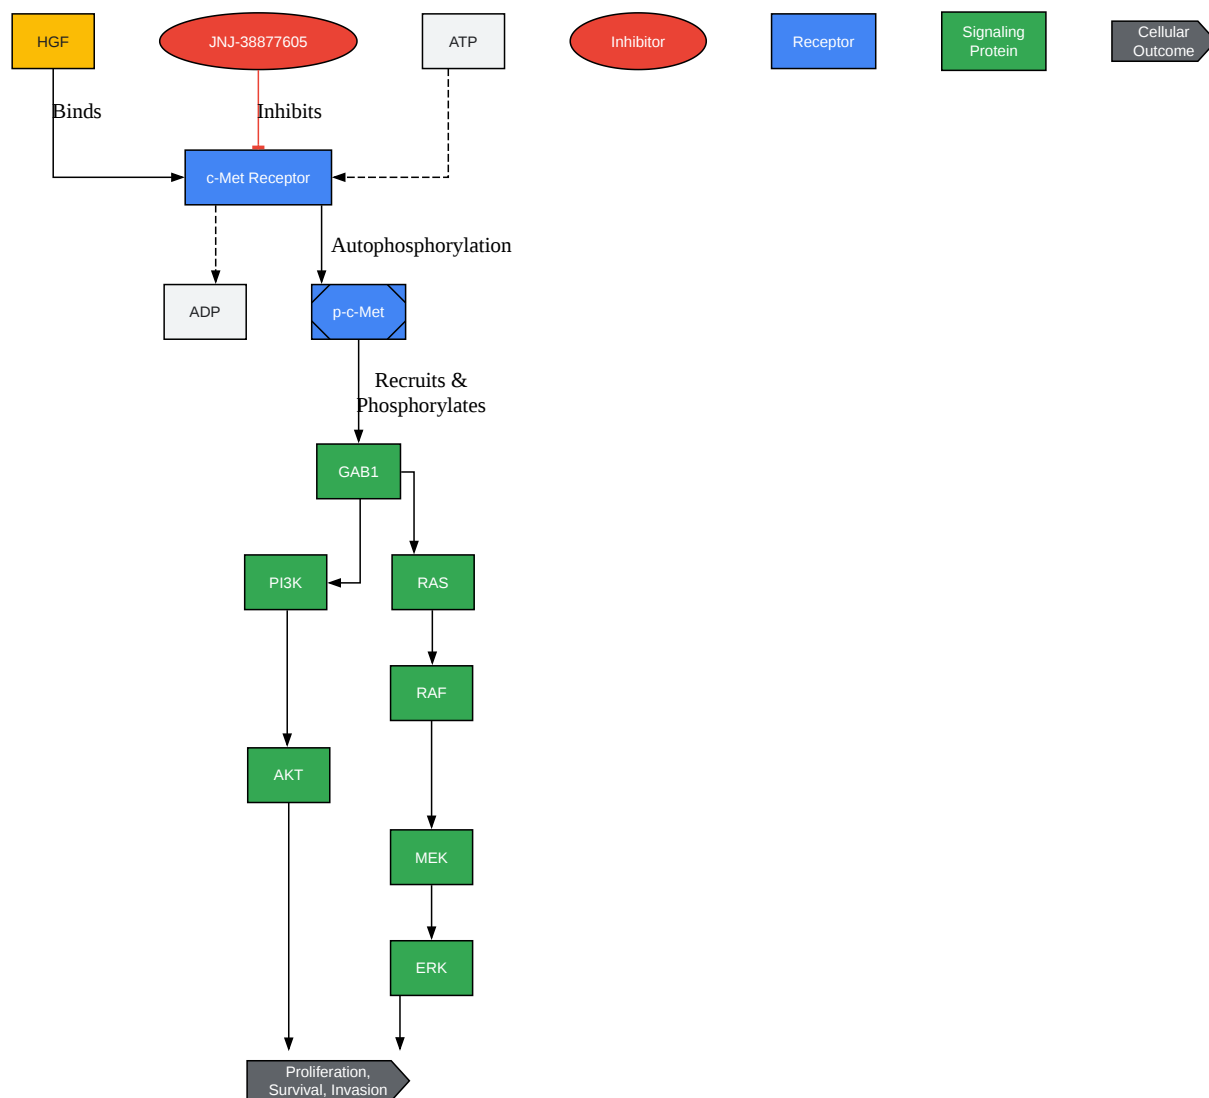 HGF
JNJ-38877605
ATP
Inhibitor
Receptor
Signaling
Protein
Cellular
Outcome
Binds
Inhibits
c-Met Receptor
Autophosphorylation
ADP
p-c-Met
Recruits &
Phosphorylates
GAB1
PI3K
RAS
RAF
AKT
MEK
ERK
Proliferation,
Survival, Invasion